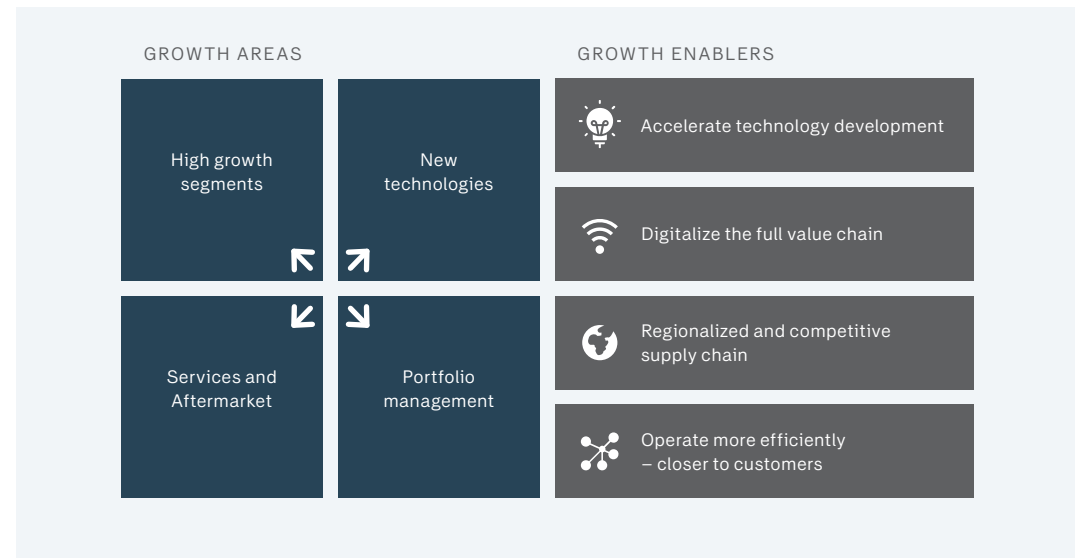 GROWTH AREAS
High growth
segments
New
technologies
Services and
Aftermarket
Portfolio
management
GROWTH ENABLERS
Accelerate technology development
Digitalize the full value chain
Regionalized and competitive
supply chain
Operate more efficiently
– closer to customers